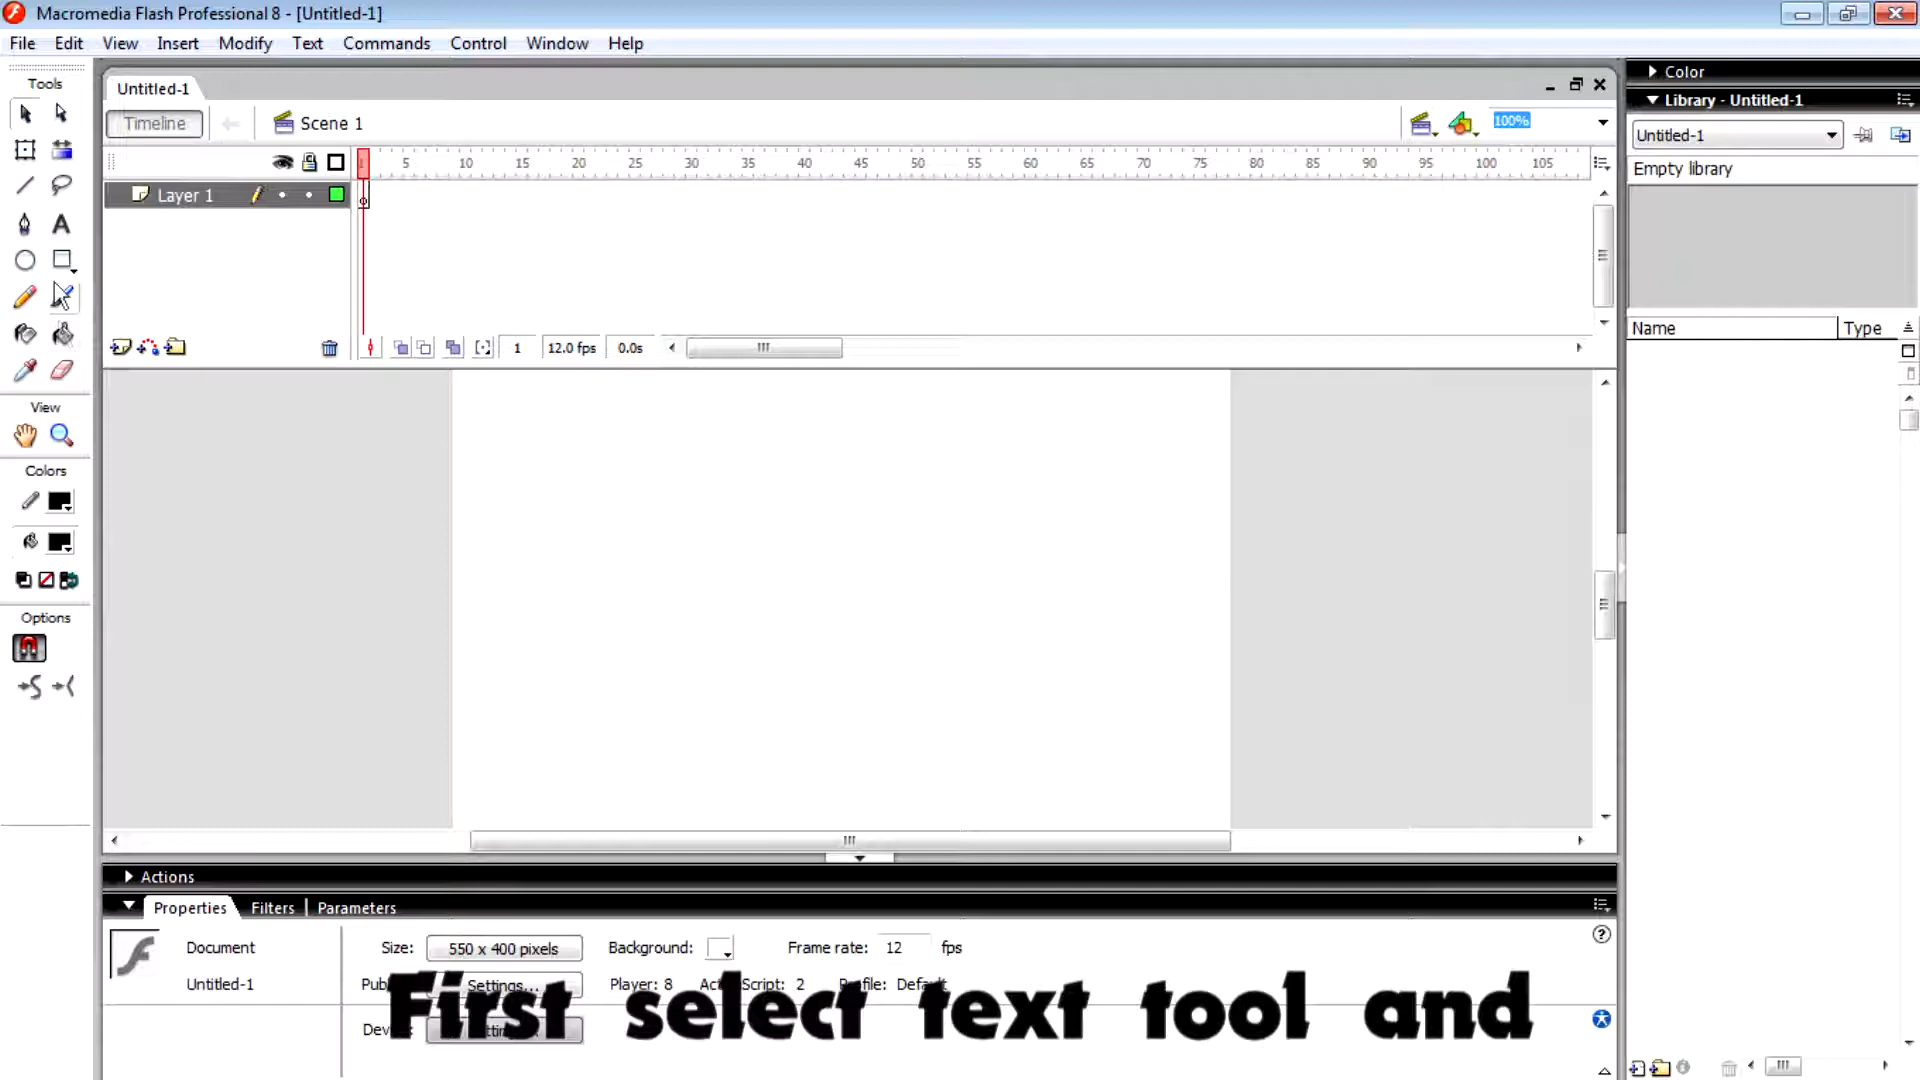 Macromedia Flash Professional 8 - [Untitled-1]
File Edit View Insert Modify Text Commands Control Window Help
Tools
Untitled-1
Color
Library - Untitled-1
Timeline
Scene 1
100%
Untitled-1
Empty library
5 10 15 20 25 30 35 40 45 50 55 60 65 70 75 80 85 90 95 100 105
Layer 1
Name Type
1 12.0 fps 0.0s
View
Colors
Options
Actions
Properties Filters Parameters
Document
Size: 550 x 400 pixels Background: Frame rate: 12 fps
Untitled-1
Settings... Player: 8 Script: 2 Default
First select text tool and